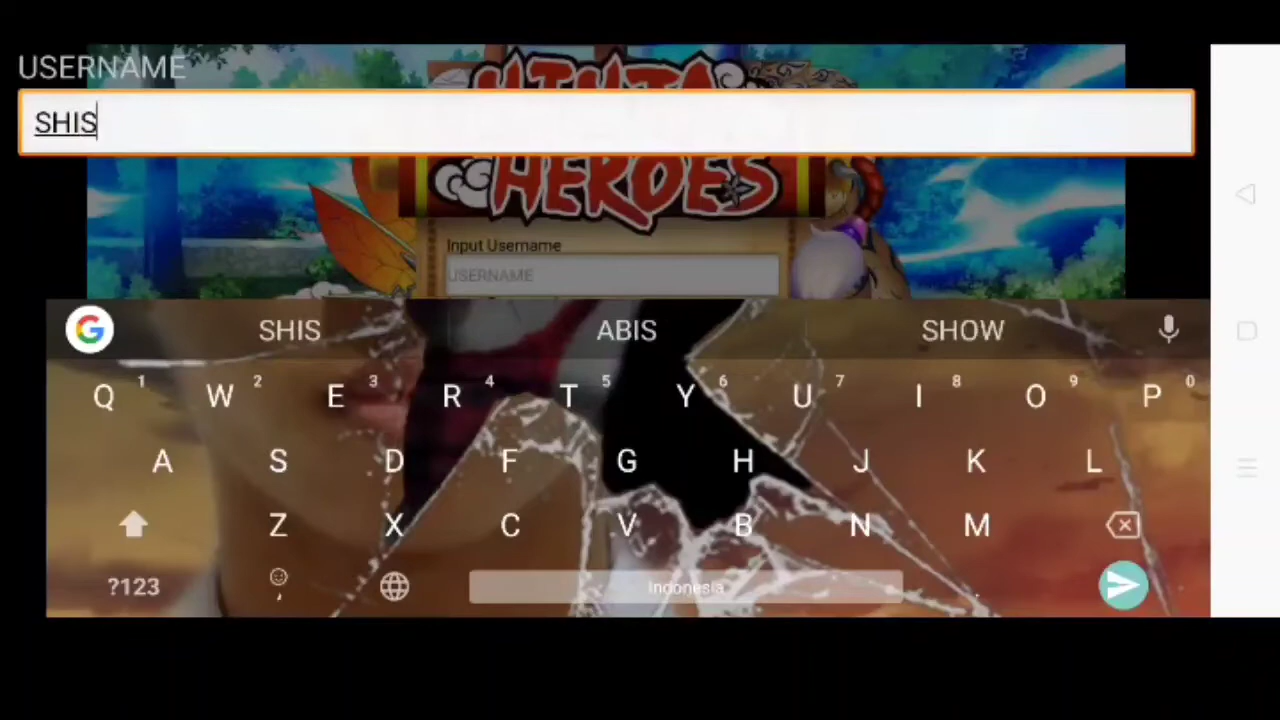 USERNAME
SHIS
NINJA
HEROES
Input Username
USERNAME
SHIS ABIS SHOW
Q 1 W 2 E 3 R 4 T 5 Y 6 U 7 I 8 O 9 P 0
A S D F G H J K L
Z X C V B N M
?123 , Indonesia